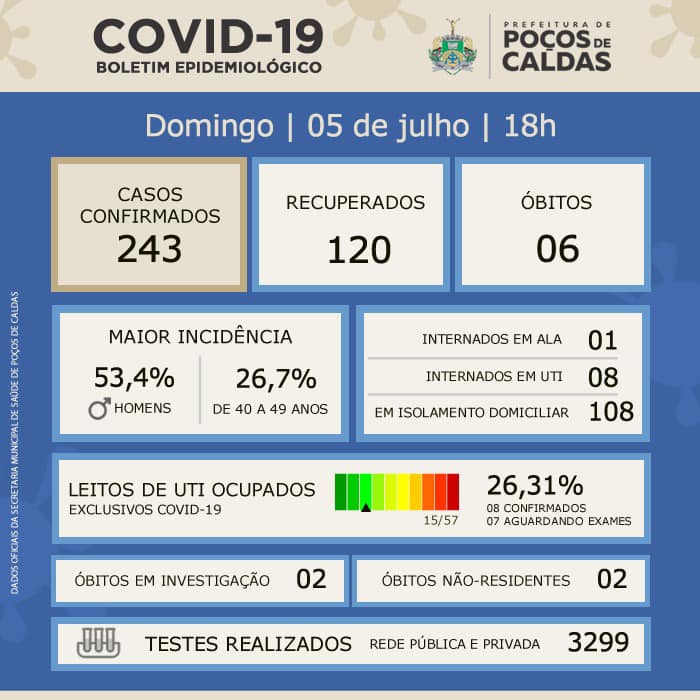 COVID-19
BOLETIM EPIDEMIOLÓGICO
PREFEITURA DE
POÇOS DE
CALDAS
Domingo | 05 de julho | 18h
CASOS
CONFIRMADOS
243
RECUPERADOS
120
ÓBITOS
06
MAIOR INCIDÊNCIA
53,4%
HOMENS
26,7%
DE 40 A 49 ANOS
INTERNADOS EM ALA 01
INTERNADOS EM UTI 08
EM ISOLAMENTO DOMICILIAR 108
LEITOS DE UTI OCUPADOS
EXCLUSIVOS COVID-19
15/57
26,31%
08 CONFIRMADOS
07 AGUARDANDO EXAMES
ÓBITOS EM INVESTIGAÇÃO 02
ÓBITOS NÃO-RESIDENTES 02
TESTES REALIZADOS REDE PÚBLICA E PRIVADA 3299
DADOS OFICIAIS DA SECRETARIA MUNICIPAL DE SAÚDE DE POÇOS DE CALDAS